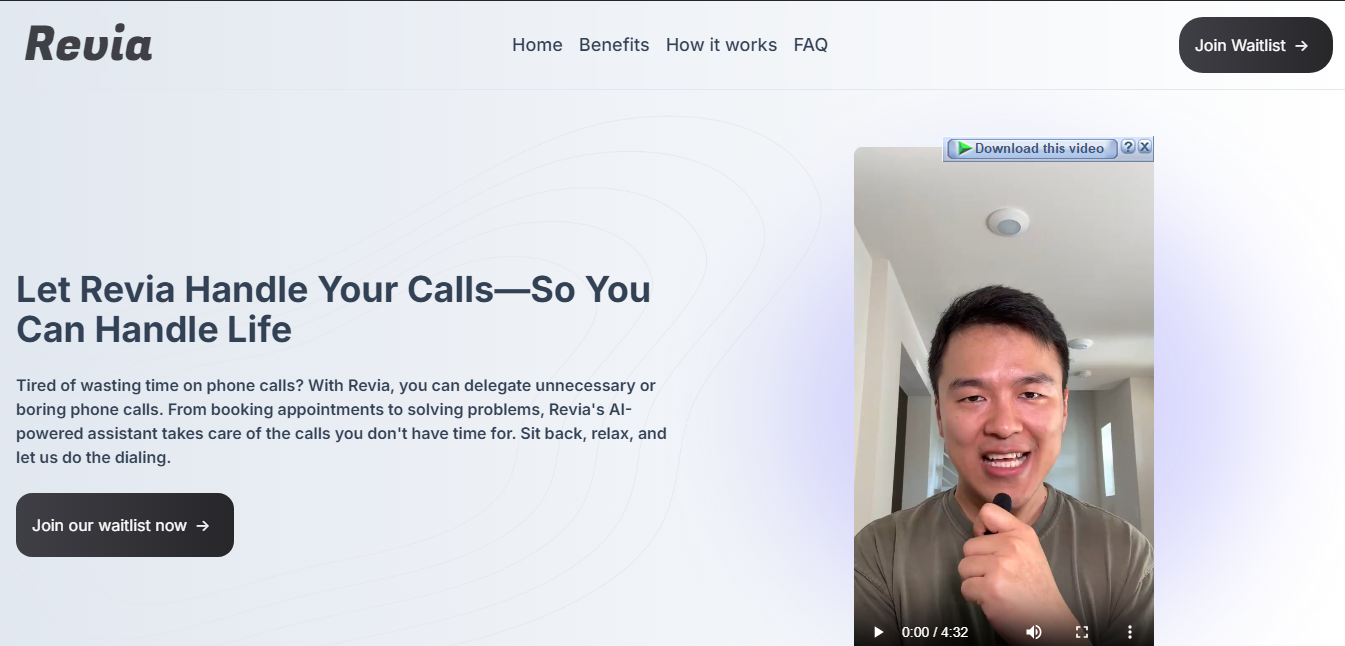 Revia
Home Benefits How it works FAQ
Join Waitlist →
Download this video ? X
Let Revia Handle Your Calls—So You
Can Handle Life
Tired of wasting time on phone calls? With Revia, you can delegate unnecessary or
boring phone calls. From booking appointments to solving problems, Revia's AI-
powered assistant takes care of the calls you don't have time for. Sit back, relax, and
let us do the dialing.
Join our waitlist now →
0:00 / 4:32